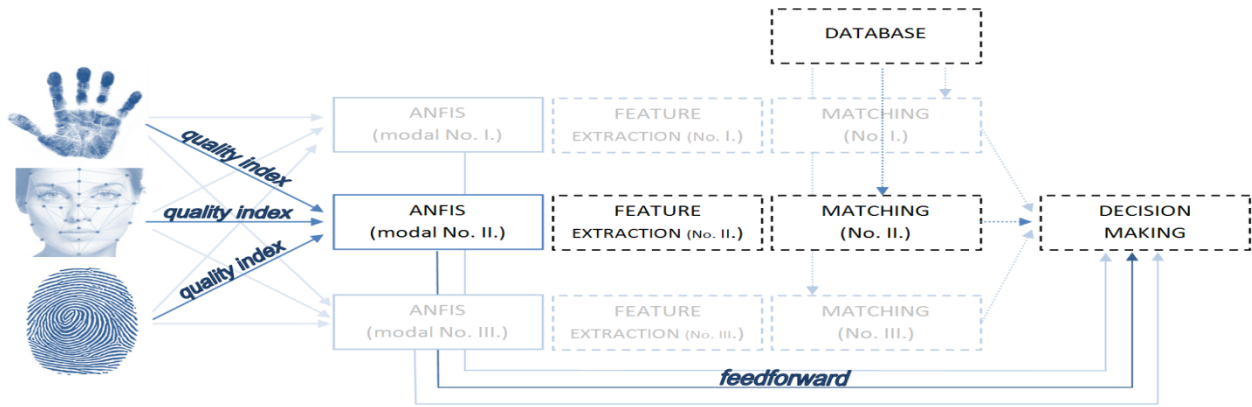 DATABASE
ANFIS
(modal No. I.)
FEATURE
EXTRACTION (No. I.)
MATCHING
(No. I.)
quality index
quality index
quality index
ANFIS
(modal No. II.)
FEATURE
EXTRACTION (No. II.)
MATCHING
(No. II.)
DECISION
MAKING
ANFIS
(modal No. III.)
FEATURE
EXTRACTION (No. III.)
MATCHING
(No. III.)
feedforward